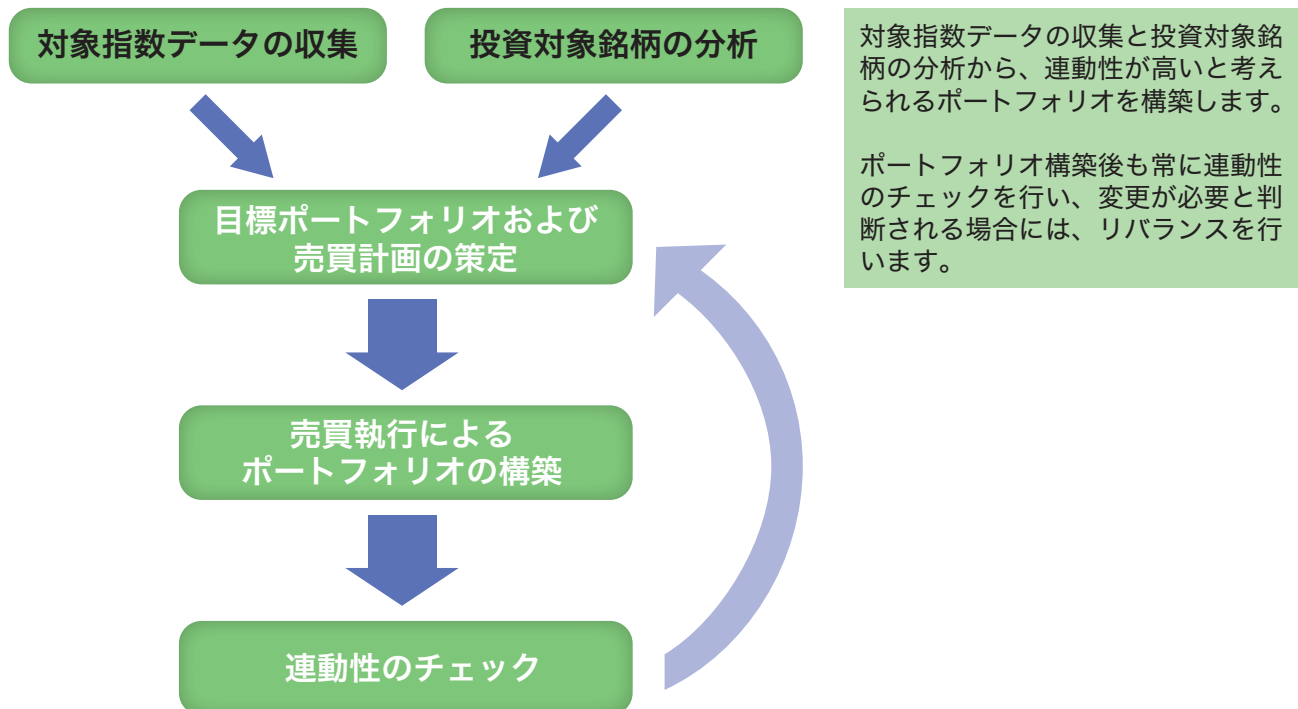 対象指数データの収集
投資対象銘柄の分析
対象指数データの収集と投資対象銘
柄の分析から、連動性が高いと考え
られるポートフォリオを構築します。
ポートフォリオ構築後も常に連動性
のチェックを行い、変更が必要と判
断される場合には、リバランスを行
います。
目標ポートフォリオおよび
売買計画の策定
売買執行による
ポートフォリオの構築
連動性のチェック